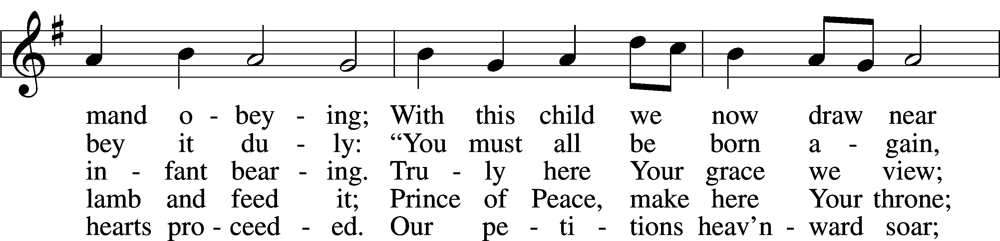 mand o - bey - ing; With this child we now draw near
bey it du - ly: “You must all be born a - gain,
in - fant bear - ing. Tru - ly here Your grace we view;
lamb and feed it; Prince of Peace, make here Your throne;
hearts pro - ceed - ed. Our pe - ti - tions heav’n - ward soar;